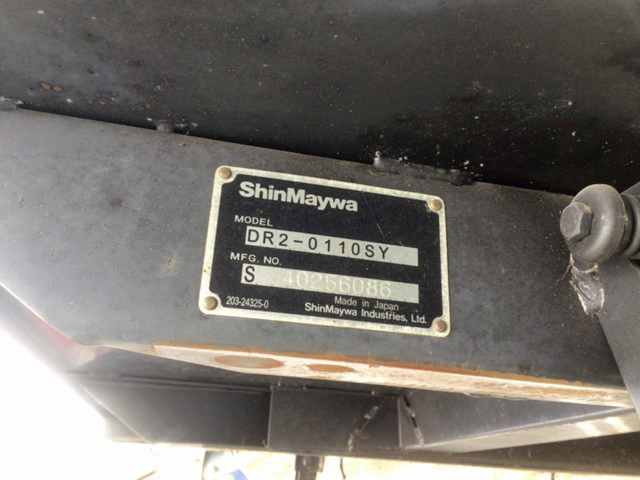 ShinMaywa
MODEL
DR2-0110SY
MFG. NO.
S 40256086
203-24325-0
Made in Japan
ShinMaywa Industries, Ltd.